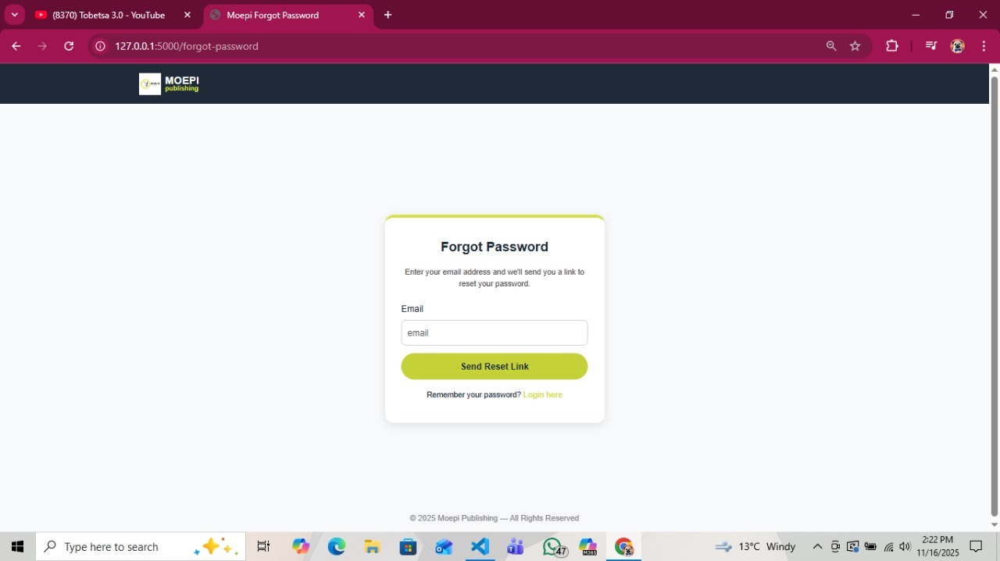 (8370) Tobetsa 3.0 - YouTube
Moepi Forgot Password
127.0.0.1:5000/forgot-password
MOEPI
publishing
Forgot Password
Enter your email address and we'll send you a link to
reset your password.
Email
email
Send Reset Link
Remember your password? Login here
© 2025 Moepi Publishing — All Rights Reserved
Type here to search
47
M365
13°C Windy
2:22 PM
11/16/2025